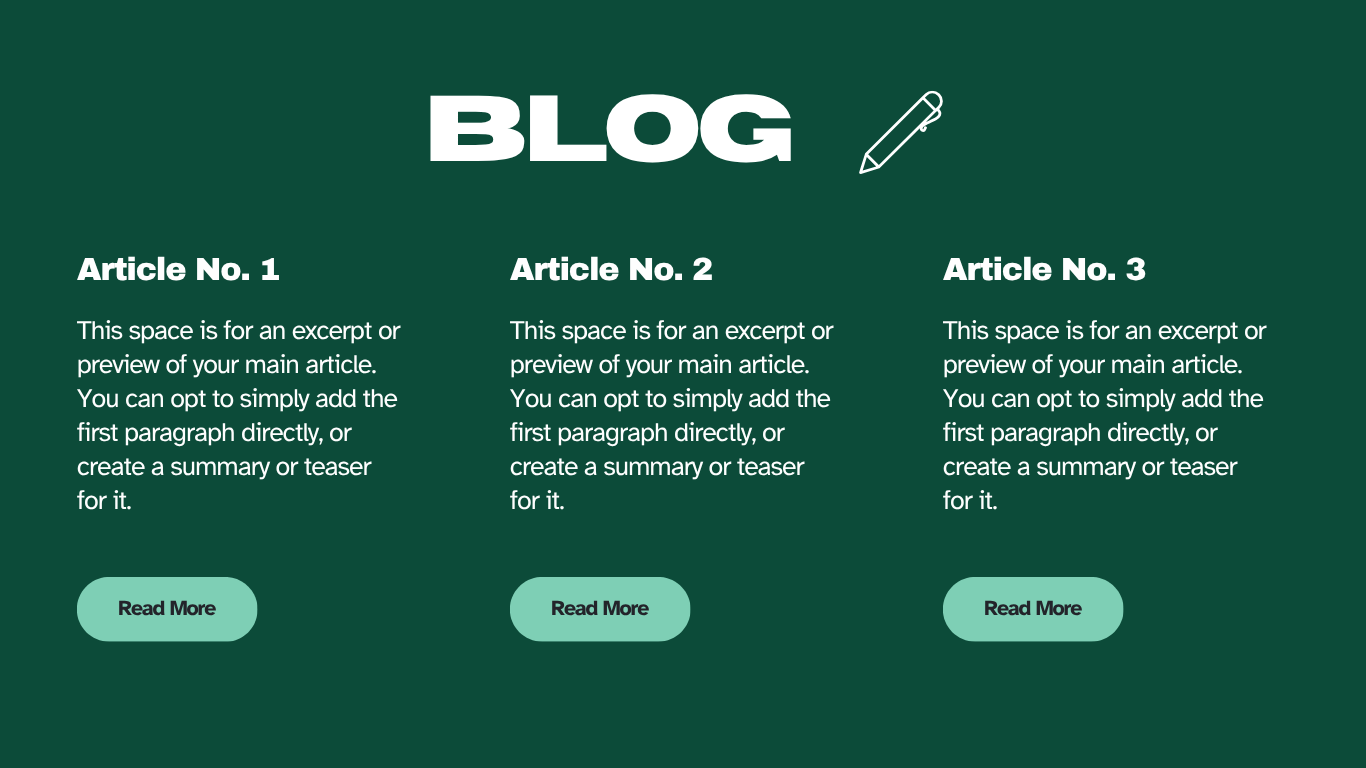 BLOG
Article No. 1
This space is for an excerpt or
preview of your main article.
You can opt to simply add the
first paragraph directly, or
create a summary or teaser
for it.
Read More
Article No. 2
This space is for an excerpt or
preview of your main article.
You can opt to simply add the
first paragraph directly, or
create a summary or teaser
for it.
Read More
Article No. 3
This space is for an excerpt or
preview of your main article.
You can opt to simply add the
first paragraph directly, or
create a summary or teaser
for it.
Read More